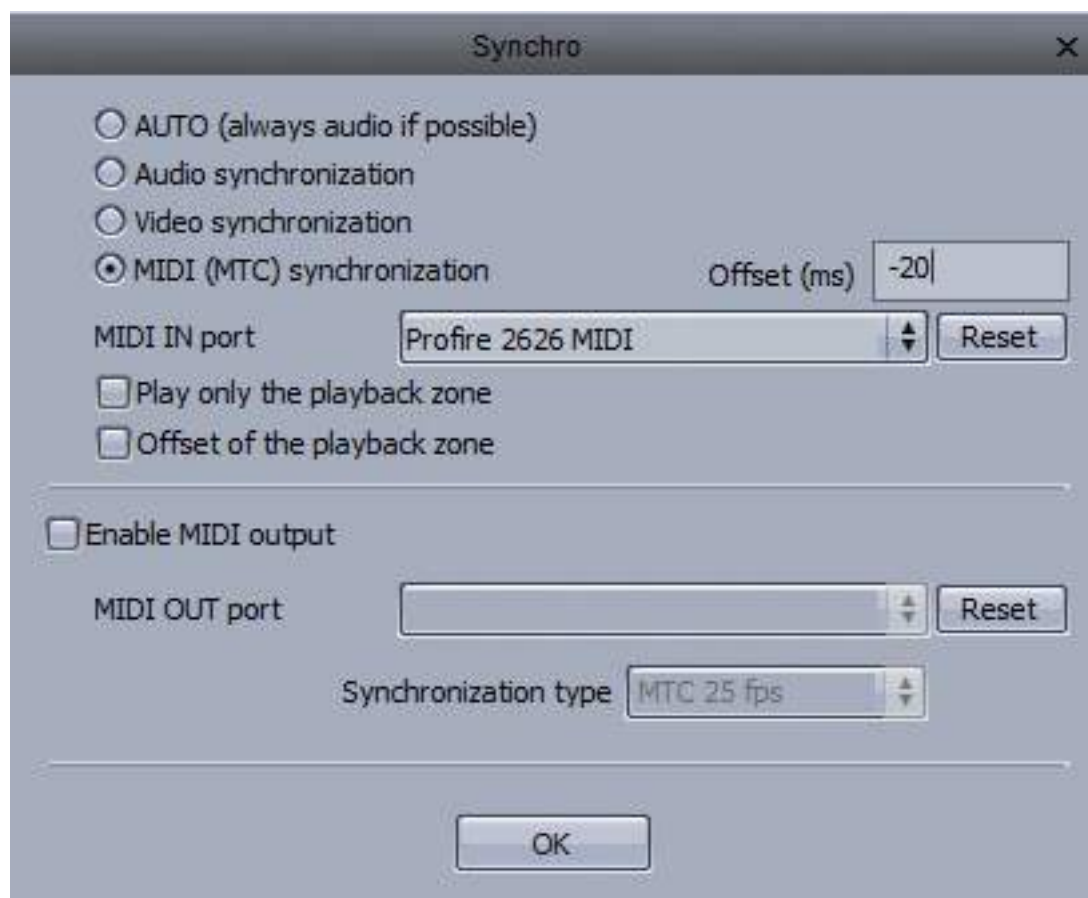 Synchro
AUTO (always audio if possible)
Audio synchronization
Video synchronization
MIDI (MTC) synchronization Offset (ms) -20
MIDI IN port Profire 2626 MIDI Reset
Play only the playback zone
Offset of the playback zone
Enable MIDI output
MIDI OUT port Reset
Synchronization type MTC 25 fps
OK